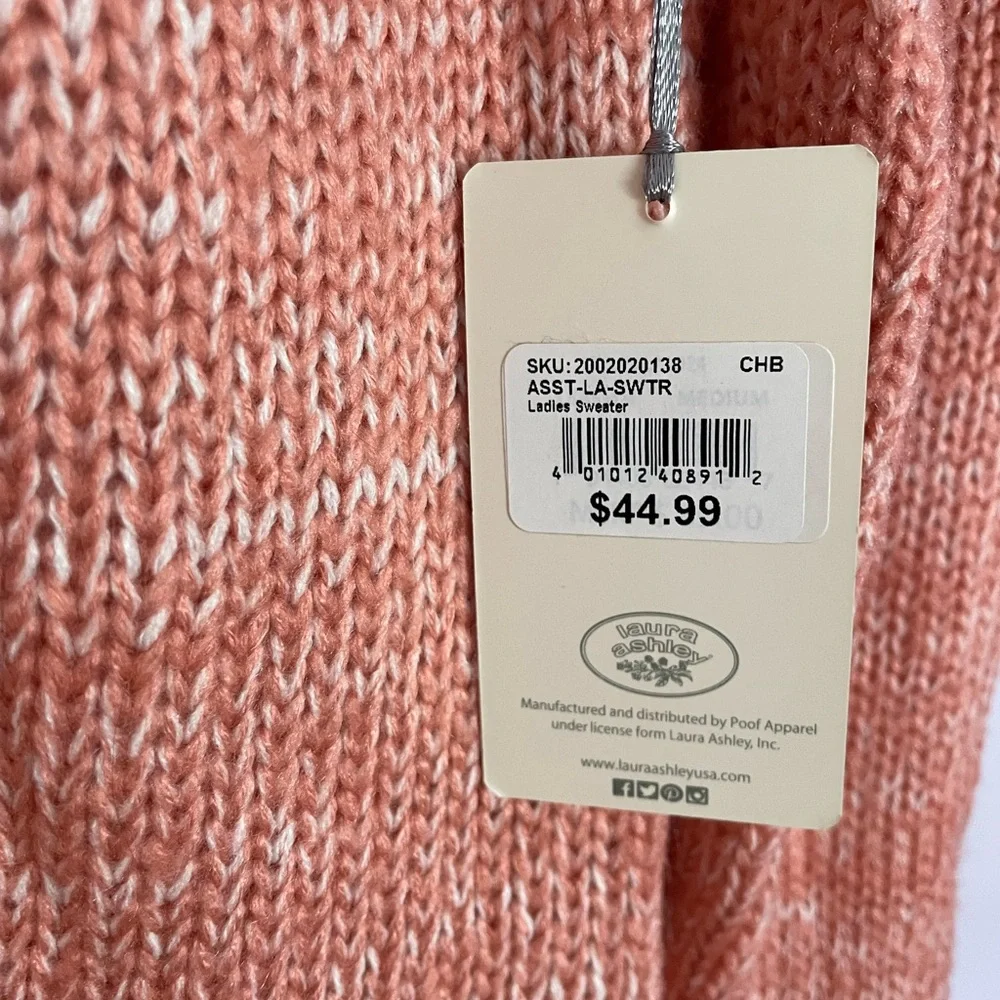 SKU:2002020138 CHB
ASST-LA-SWTR
Ladies Sweater
4 01012 40891 2
$44.99
laura
ashley
Manufactured and distributed by Poof Apparel
under license form Laura Ashley, Inc.
www.lauraashleyusa.com